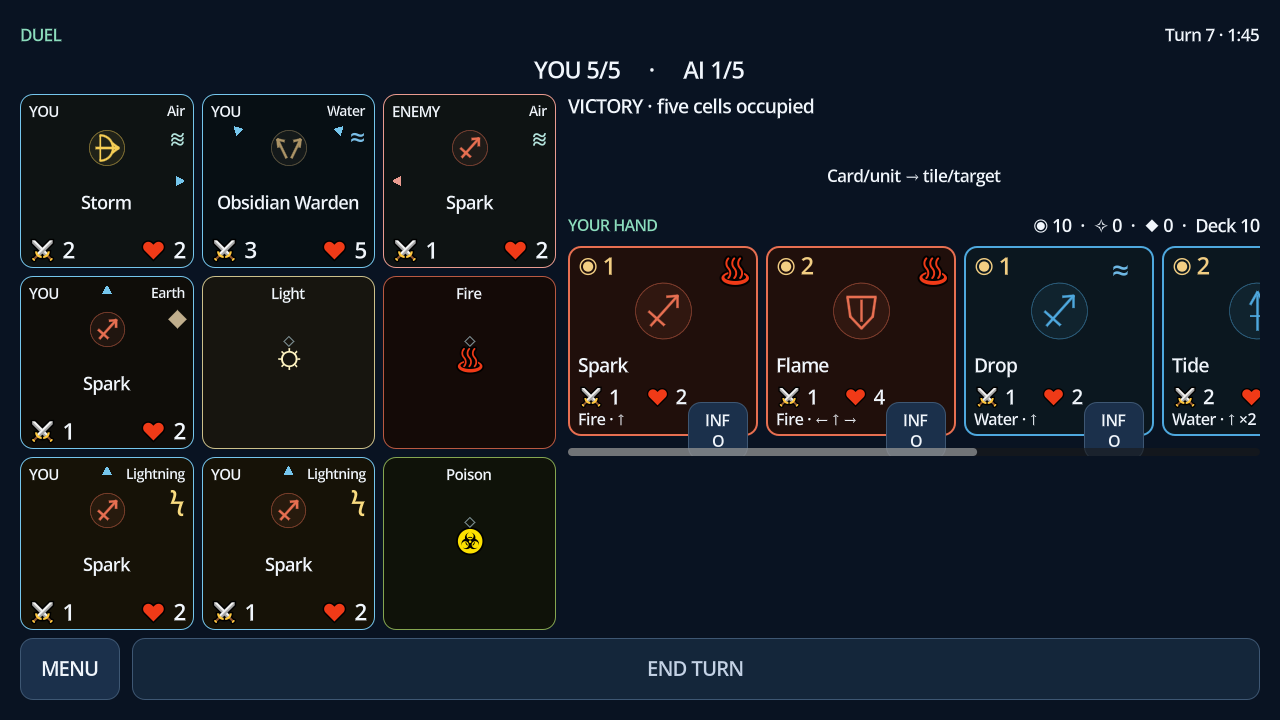 DUEL
Turn 7 · 1:45
YOU 5/5 · AI 1/5
YOU Air
Storm
2 2
YOU Water
Obsidian Warden
3 5
ENEMY Air
Spark
1 2
VICTORY · five cells occupied
Card/unit → tile/target
YOUR HAND
10 · 0 · 0 · Deck 10
1
Spark
1 2
Fire · ↑
INFO
2
Flame
1 4
Fire · ← ↑ →
INFO
1
Drop
1 2
Water · ↑
INFO
2
Tide
2
Water · ↑ ×2
YOU Earth
Spark
1 2
Light
Fire
YOU Lightning
Spark
1 2
YOU Lightning
Spark
1 2
Poison
MENU
END TURN